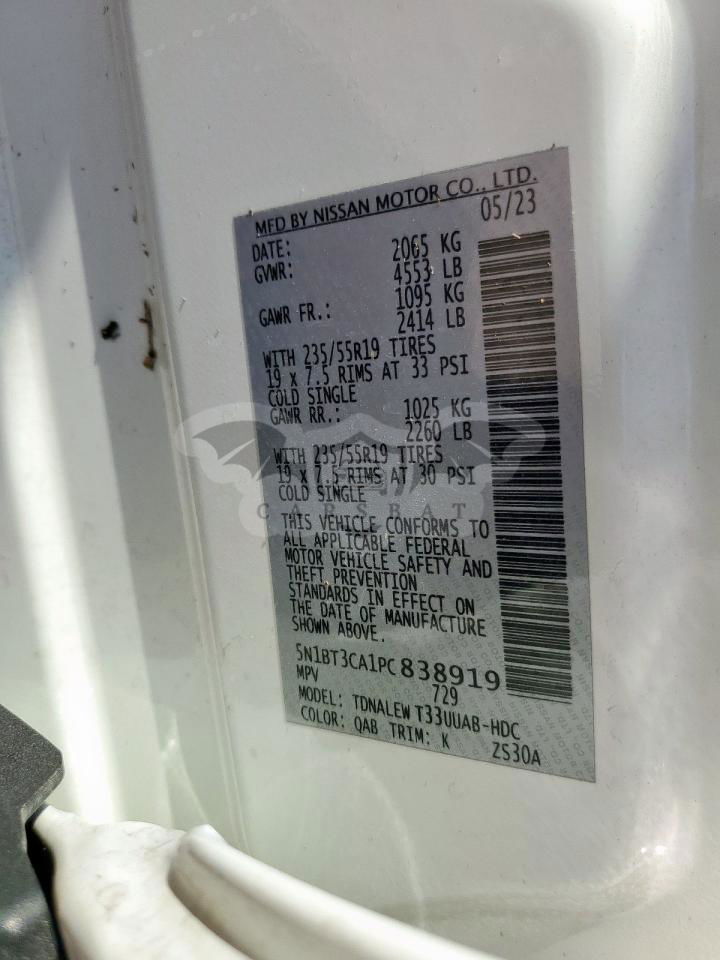 MFD BY NISSAN MOTOR CO., LTD.
DATE: 05/23
GVWR: 2065 KG
4553 LB
GAWR FR.: 1095 KG
2414 LB
WITH 235/55R19 TIRES
19 x 7.5 RIMS AT 33 PSI
COLD SINGLE
GAWR RR.: 1025 KG
2260 LB
WITH 235/55R19 TIRES
19 x 7.5 RIMS AT 30 PSI
COLD SINGLE
CARSBAT
THIS VEHICLE CONFORMS TO
ALL APPLICABLE FEDERAL
MOTOR VEHICLE SAFETY AND
THEFT PREVENTION
STANDARDS IN EFFECT ON
THE DATE OF MANUFACTURE
SHOWN ABOVE.
5N1BT3CA1PC838919
MPV 729
MODEL: TDNALEW T33UUAB-HDC
COLOR: QAB TRIM: K ZS30A